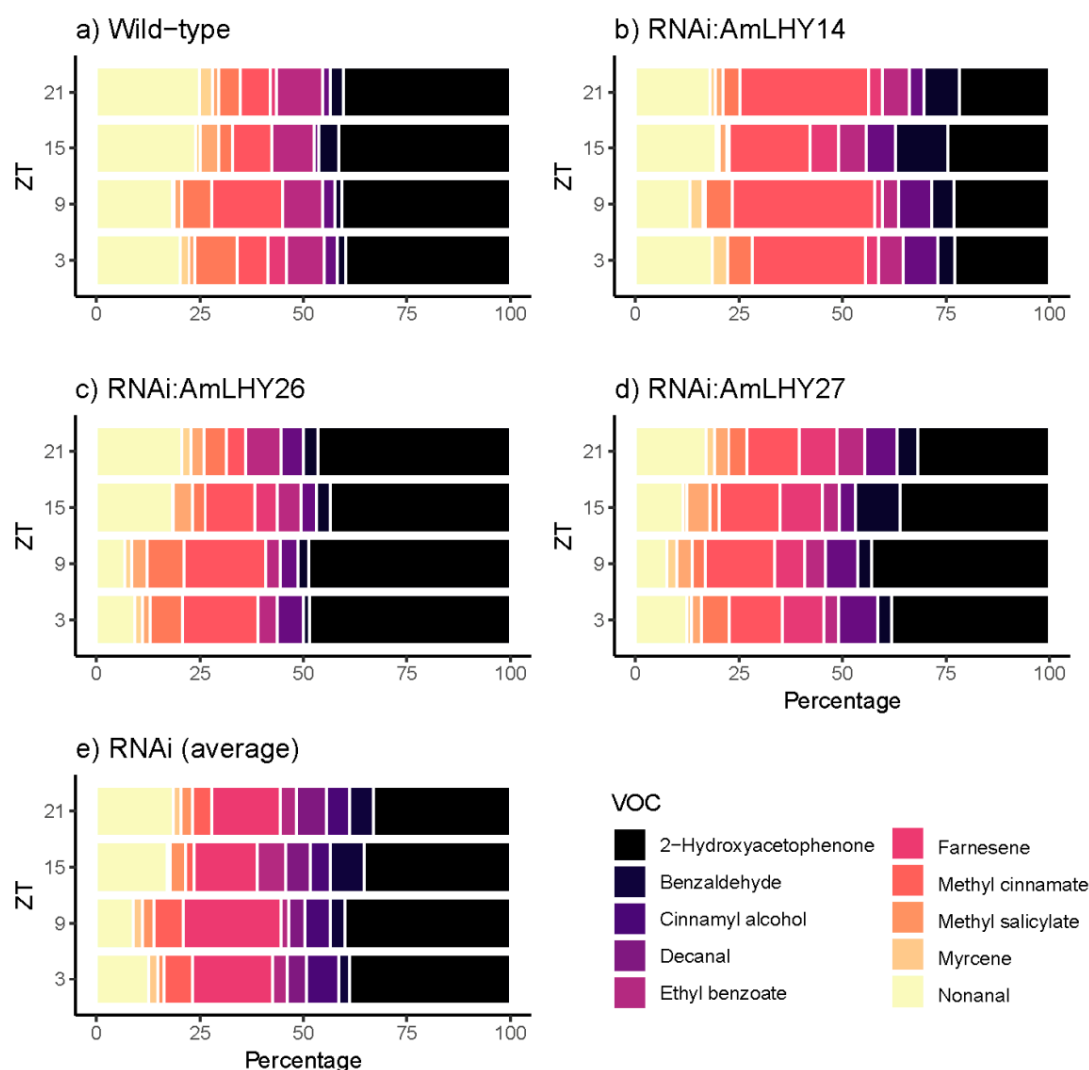 a) Wild−type
b) RNAi:AmLHY14
ZT
21
15
9
3
0 25 50 75 100
ZT
21
15
9
3
0 25 50 75 100
c) RNAi:AmLHY26
d) RNAi:AmLHY27
ZT
21
15
9
3
0 25 50 75 100
ZT
21
15
9
3
0 25 50 75 100
Percentage
e) RNAi (average)
ZT
21
15
9
3
0 25 50 75 100
Percentage
VOC
2−Hydroxyacetophenone
Benzaldehyde
Cinnamyl alcohol
Decanal
Ethyl benzoate
Farnesene
Methyl cinnamate
Methyl salicylate
Myrcene
Nonanal